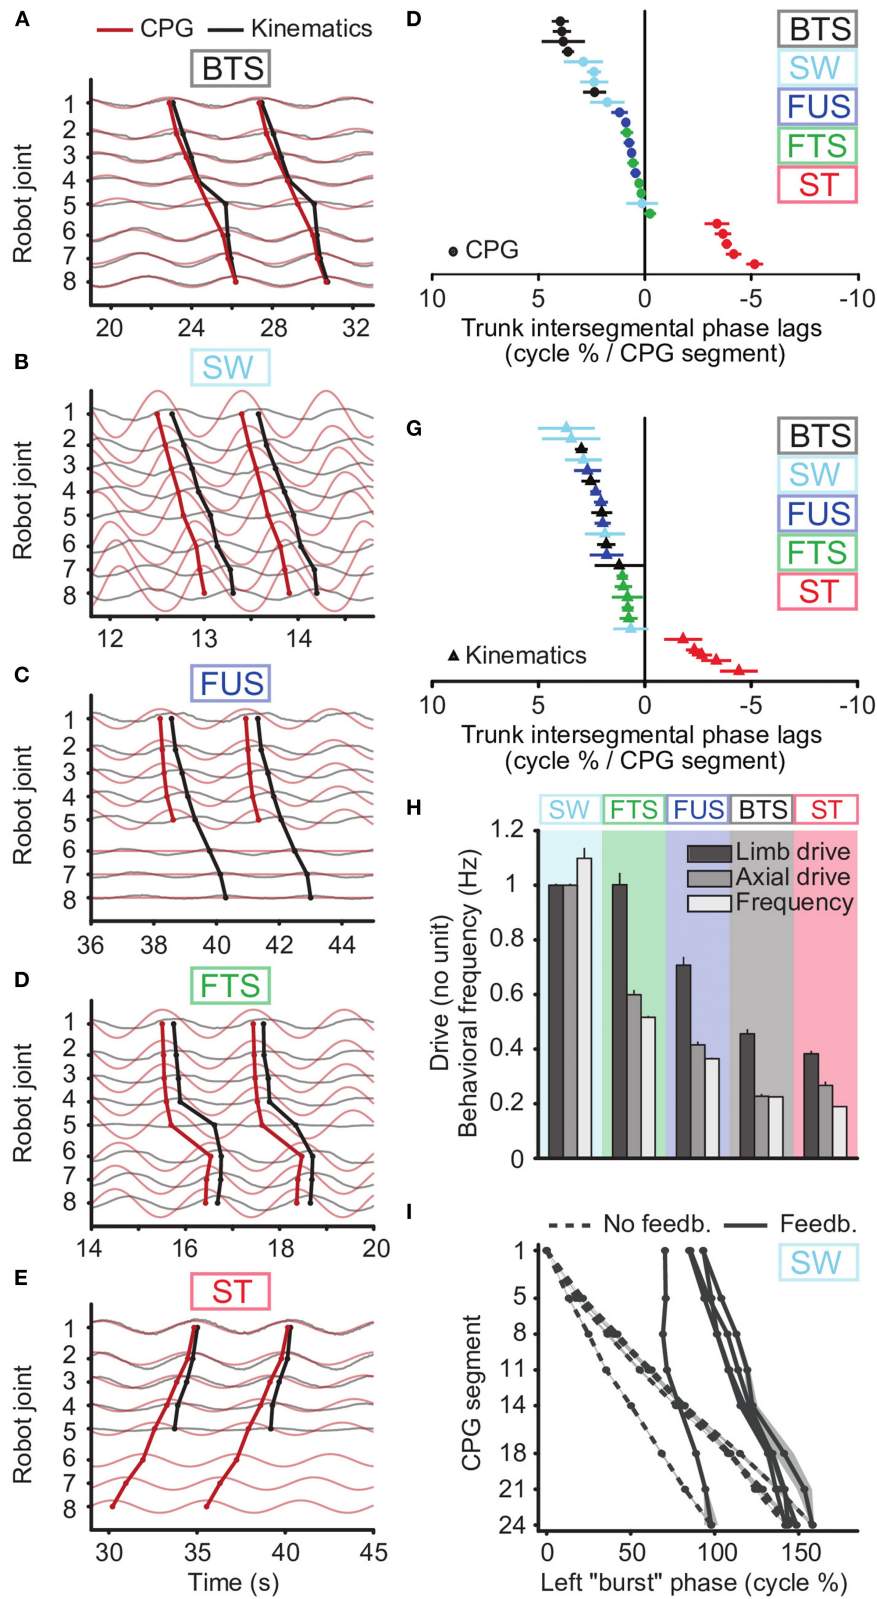 A
CPG Kinematics
BTS
Robot joint
1
2
3
4
5
6
7
8
20 24 28 32
B
SW
Robot joint
1
2
3
4
5
6
7
8
12 13 14
C
FUS
Robot joint
1
2
3
4
5
6
7
8
36 38 40 42 44
D
FTS
Robot joint
1
2
3
4
5
6
7
8
14 16 18 20
E
ST
Robot joint
1
2
3
4
5
6
7
8
30 35 40 45
Time (s)
D
BTS
SW
FUS
FTS
ST
CPG
10 5 0 -5 -10
Trunk intersegmental phase lags
(cycle % / CPG segment)
G
BTS
SW
FUS
FTS
ST
Kinematics
10 5 0 -5 -10
Trunk intersegmental phase lags
(cycle % / CPG segment)
H
SW FTS FUS BTS ST
Limb drive
Axial drive
Frequency
Drive (no unit)
Behavioral frequency (Hz)
1.2
1
0.8
0.6
0.4
0.2
0
I
No feedb. Feedb.
SW
CPG segment
1
5
8
11
14
18
21
24
0 50 100 150
Left "burst" phase (cycle %)